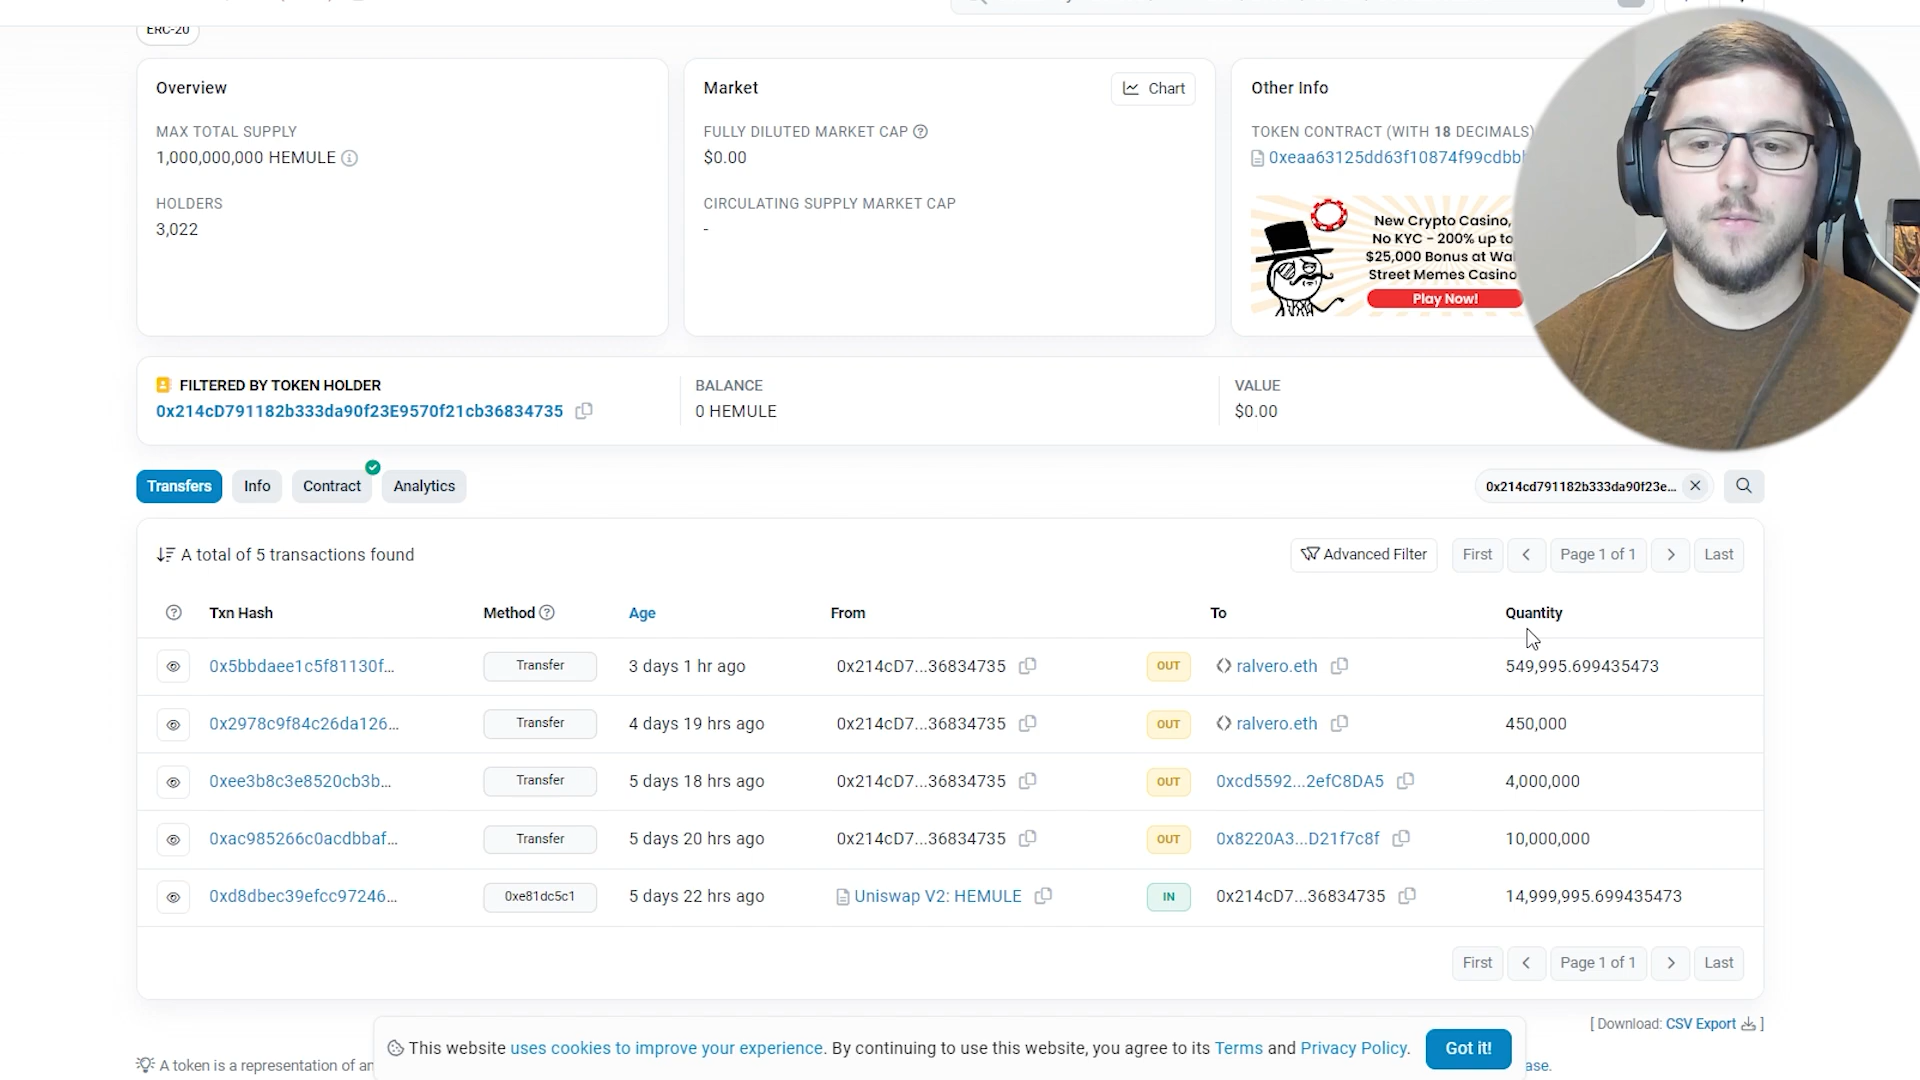 ERC-20
Overview
MAX TOTAL SUPPLY
1,000,000,000 HEMULE
HOLDERS
3,022
Market
Chart
FULLY DILUTED MARKET CAP
$0.00
CIRCULATING SUPPLY MARKET CAP
-
Other Info
TOKEN CONTRACT (WITH 18 DECIMALS)
0xeaa63125dd63f10874f99cdbb
New Crypto Casino,
No KYC - 200% up to
$25,000 Bonus at Wa
Street Memes Casino
Play Now!
FILTERED BY TOKEN HOLDER
0x214cD791182b333da90f23E9570f21cb36834735
BALANCE
0 HEMULE
VALUE
$0.00
Transfers Info Contract Analytics
0x214cd791182b333da90f23e...
A total of 5 transactions found
Advanced Filter First Page 1 of 1 Last
Txn Hash Method Age From To Quantity
0x5bbdaee1c5f81130f... Transfer 3 days 1 hr ago 0x214cD7...36834735 OUT ralvero.eth 549,995.699435473
0x2978c9f84c26da126... Transfer 4 days 19 hrs ago 0x214cD7...36834735 OUT ralvero.eth 450,000
0xee3b8c3e8520cb3b... Transfer 5 days 18 hrs ago 0x214cD7...36834735 OUT 0xcd5592...2efC8DA5 4,000,000
0xac985266c0acdbbaf... Transfer 5 days 20 hrs ago 0x214cD7...36834735 OUT 0x8220A3...D21f7c8f 10,000,000
0xd8dbec39efcc97246... 0xe81dc5c1 5 days 22 hrs ago Uniswap V2: HEMULE IN 0x214cD7...36834735 14,999,995.699435473
First Page 1 of 1 Last
[ Download: CSV Export ]
This website uses cookies to improve your experience. By continuing to use this website, you agree to its Terms and Privacy Policy. Got it!
A token is a representation of an
ase.